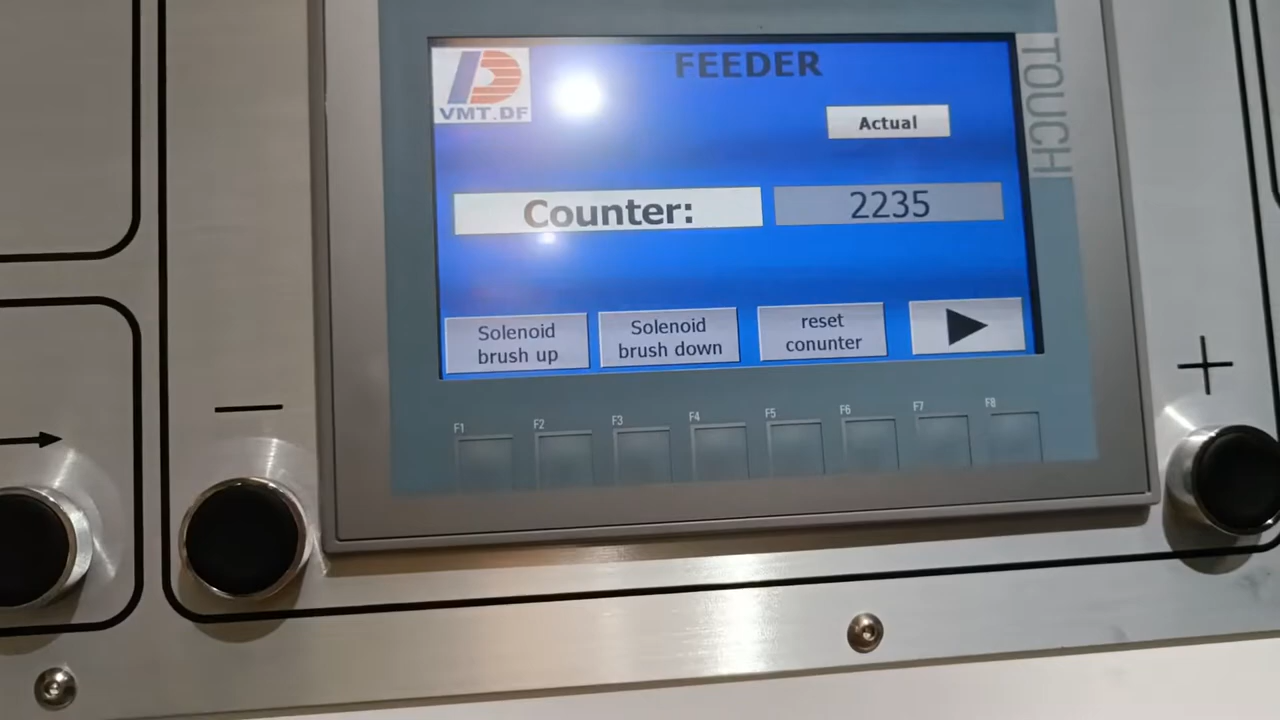 FEEDER
VMT.DF
Actual
TOUCH
Counter:
2235
Solenoid
brush up
Solenoid
brush down
reset
conunter
F1
F2
F3
F4
F5
F6
F7
F8